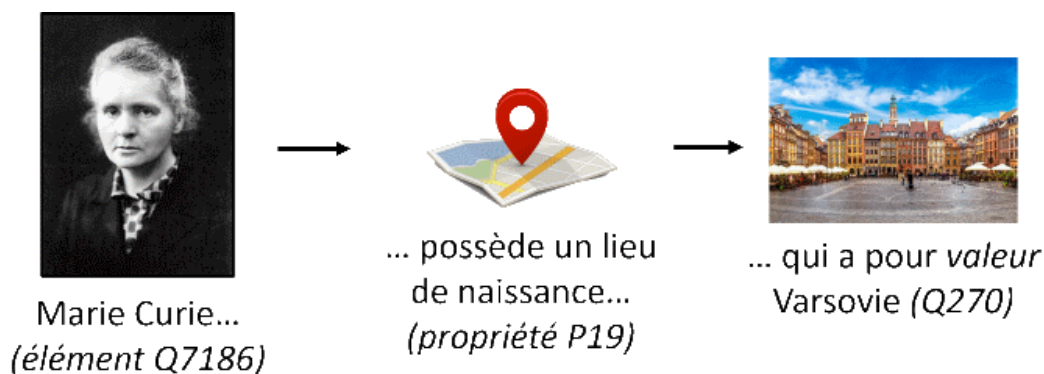 Marie Curie…
(élément Q7186)
… possède un lieu
de naissance…
(propriété P19)
… qui a pour valeur
Varsovie (Q270)